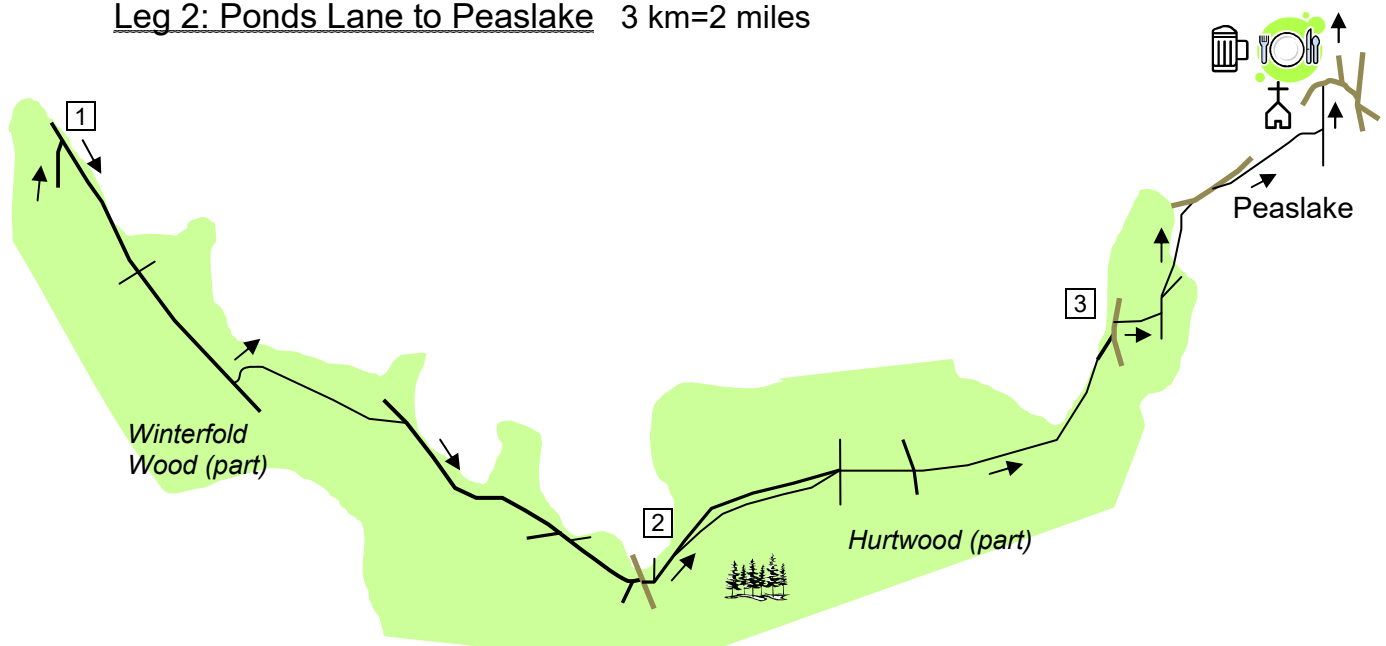 Leg 2: Ponds Lane to Peaslake 3 km=2 miles
1
Peaslake
3
Winterfold
Wood (part)
2
Hurtwood (part)